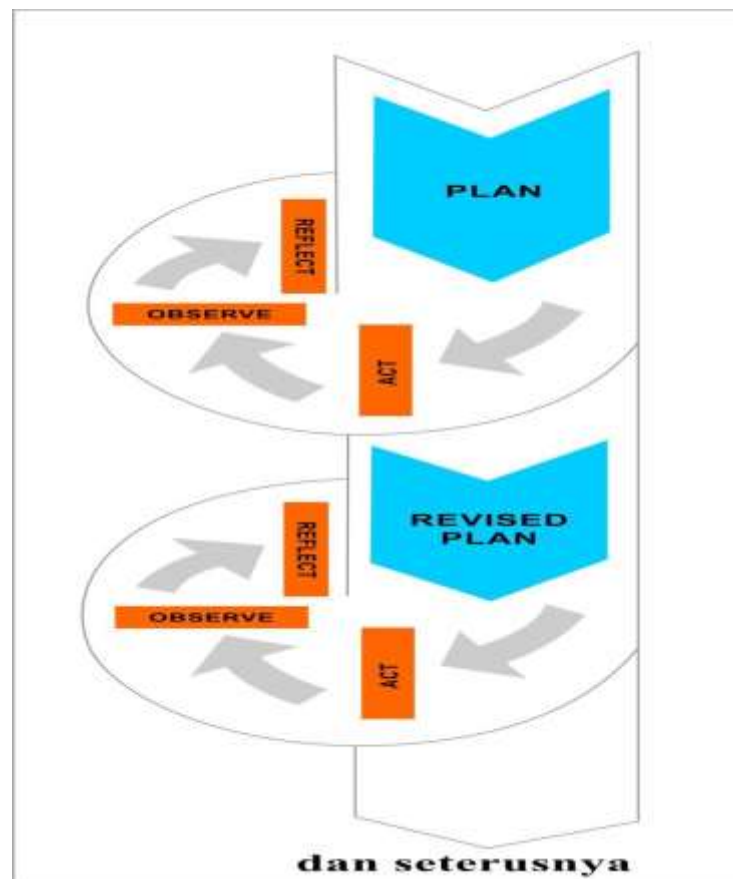 PLAN
REFLECT
OBSERVE
ACT
REVISED
PLAN
REFLECT
OBSERVE
ACT
dan seterusnya